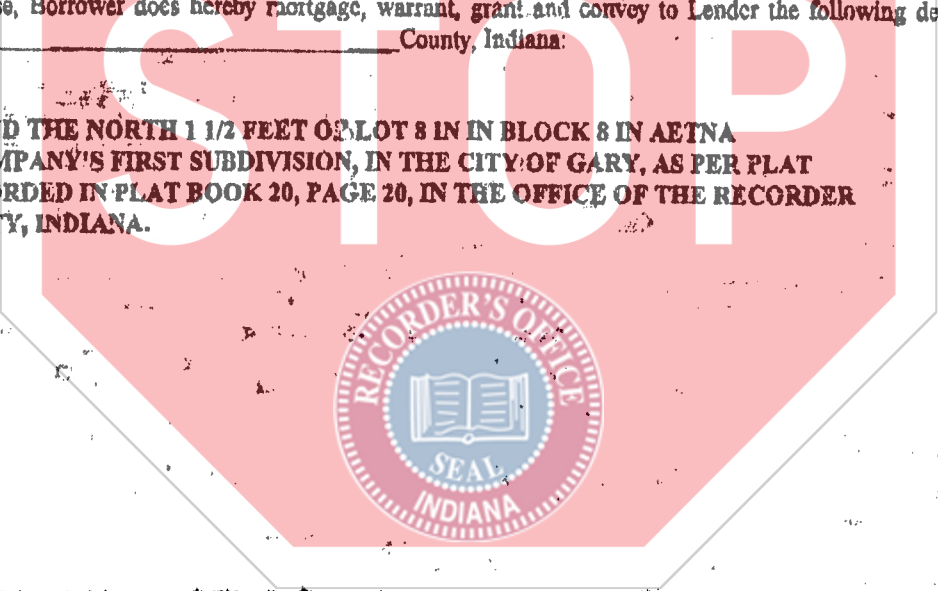 se, Borrower does hereby mortgage, warrant, grant and convey to Lender the following de
County, Indiana:
D THE NORTH 1 1/2 FEET OF LOT 8 IN IN BLOCK 8 IN AETNA
MPANY'S FIRST SUBDIVISION, IN THE CITY OF GARY, AS PER PLAT
RDED IN PLAT BOOK 20, PAGE 20, IN THE OFFICE OF THE RECORDER
Y, INDIANA.
STOP
RECORDER'S OFFICE
SEAL
INDIANA